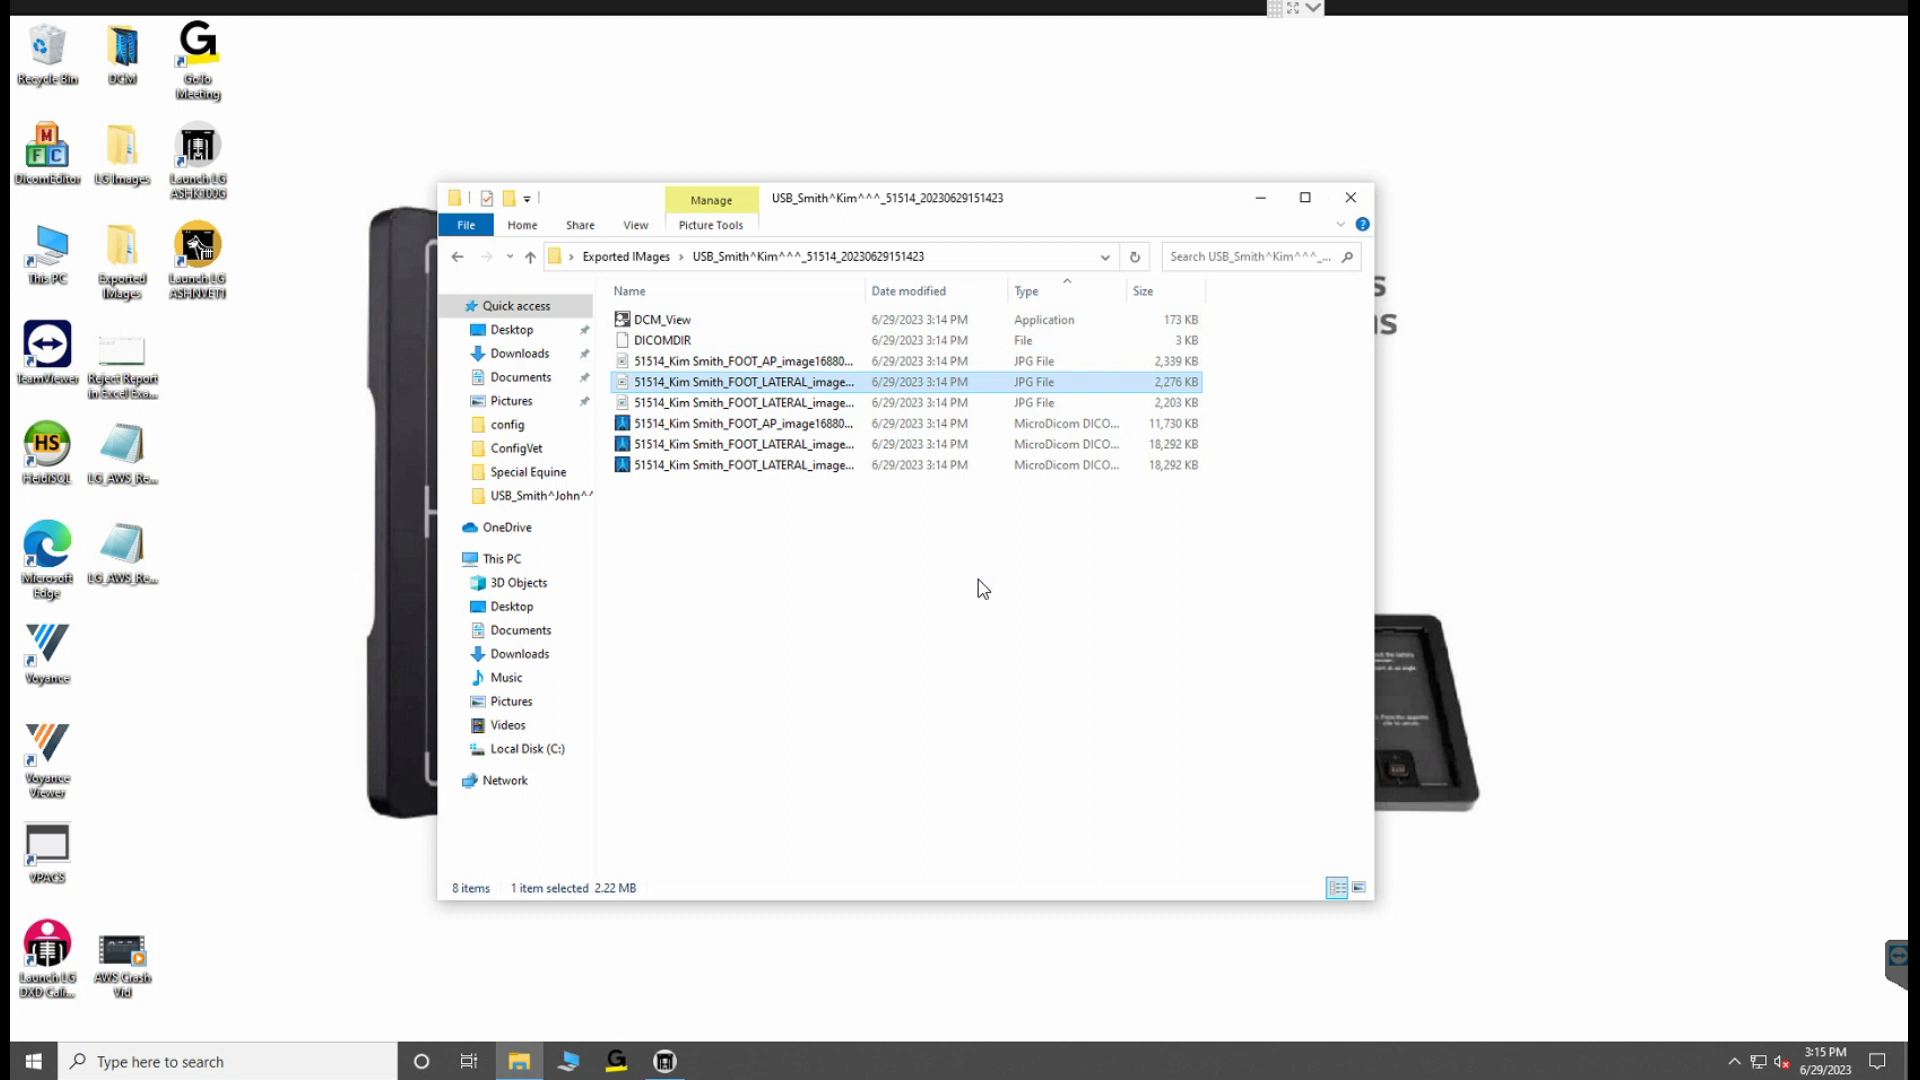 Recycle Bin
DCM
GoTo
Meeting
DicomEditor
LG Images
Launch LG
ASHK100G
This PC
Exported
IMages
Launch LG
ASHNVET1
TeamViewer
Reject Report
in Excel Exa...
HeidiSQL
LG_AWS_Re...
Microsoft
Edge
LG_AWS_Re...
Voyance
Voyance
Viewer
VPACS
Launch LG
DXD Cali...
AWS Crash
Vid
Manage
USB_Smith^Kim^^^_51514_20230629151423
File
Home
Share
View
Picture Tools
Exported IMages
USB_Smith^Kim^^^_51514_20230629151423
Search USB_Smith^Kim^^^_...
Quick access
Desktop
Downloads
Documents
Pictures
config
ConfigVet
Special Equine
USB_Smith^John^^
OneDrive
This PC
3D Objects
Desktop
Documents
Downloads
Music
Pictures
Videos
Local Disk (C:)
Network
Name Date modified Type Size
DCM_View 6/29/2023 3:14 PM Application 173 KB
DICOMDIR 6/29/2023 3:14 PM File 3 KB
51514_Kim Smith_FOOT_AP_image16880... 6/29/2023 3:14 PM JPG File 2,339 KB
51514_Kim Smith_FOOT_LATERAL_image... 6/29/2023 3:14 PM JPG File 2,276 KB
51514_Kim Smith_FOOT_LATERAL_image... 6/29/2023 3:14 PM JPG File 2,203 KB
51514_Kim Smith_FOOT_AP_image16880... 6/29/2023 3:14 PM MicroDicom DICO... 11,730 KB
51514_Kim Smith_FOOT_LATERAL_image... 6/29/2023 3:14 PM MicroDicom DICO... 18,292 KB
51514_Kim Smith_FOOT_LATERAL_image... 6/29/2023 3:14 PM MicroDicom DICO... 18,292 KB
8 items 1 item selected 2.22 MB
Type here to search
3:15 PM
6/29/2023